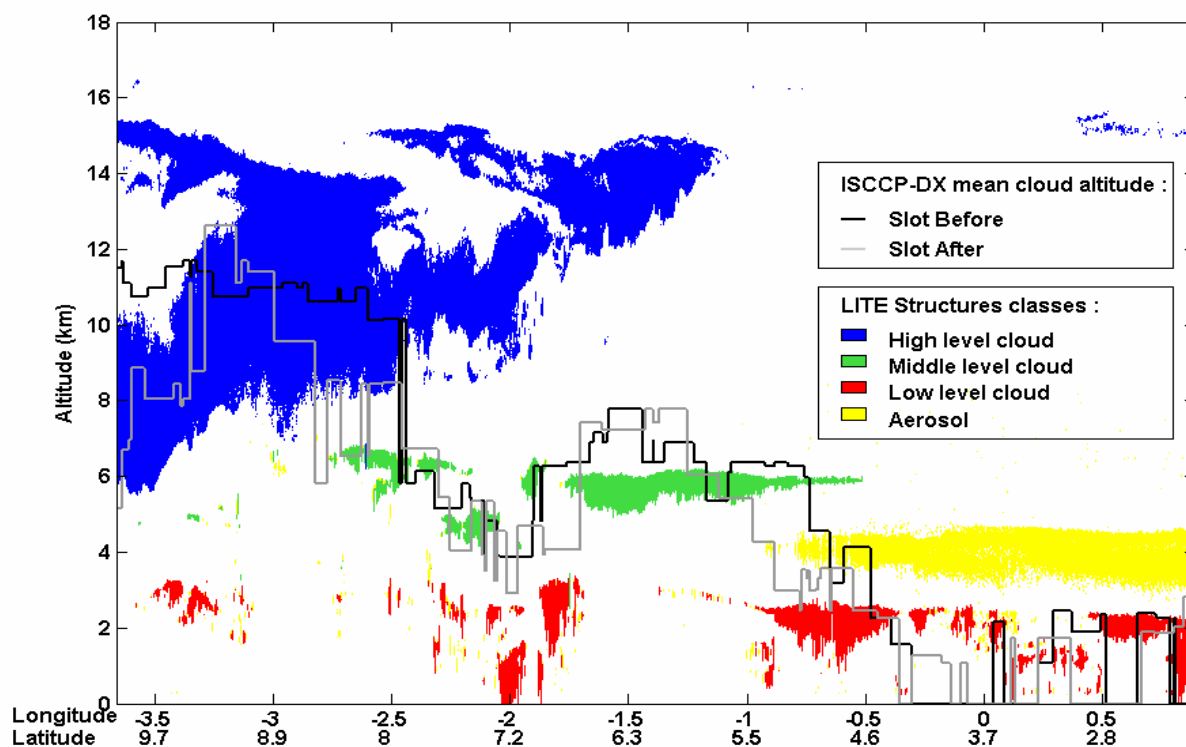 18
16
14
12
10
8
6
4
2
0
Altitude (km)
ISCCP-DX mean cloud altitude :
Slot Before
Slot After
LITE Structures classes :
High level cloud
Middle level cloud
Low level cloud
Aerosol
Longitude -3.5 -3 -2.5 -2 -1.5 -1 -0.5 0 0.5
Latitude 9.7 8.9 8 7.2 6.3 5.5 4.6 3.7 2.8